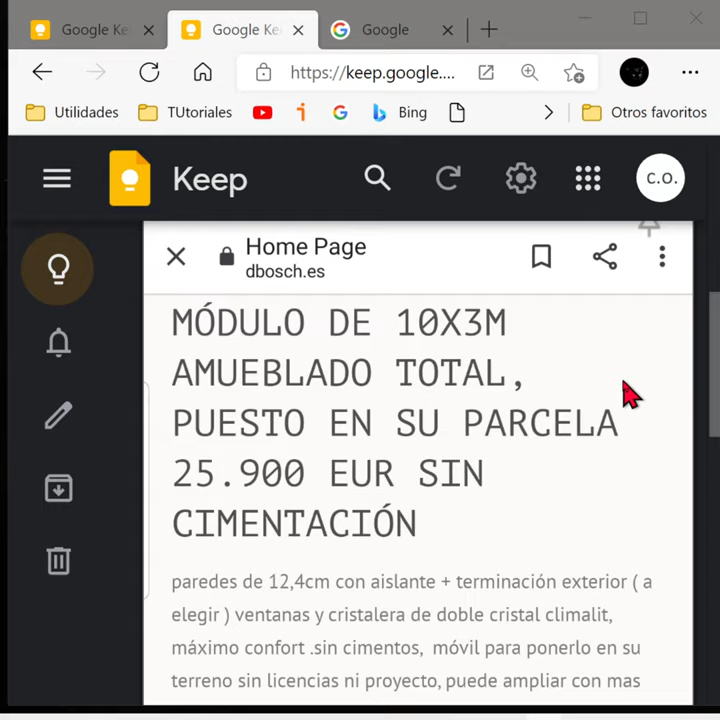 Google Ke
Google Ke
Google
https://keep.google....
Utilidades
TUtoriales
Bing
Otros favoritos
Keep
c.o.
Home Page
dbosch.es
MÓDULO DE 10X3M
AMUEBLADO TOTAL,
PUESTO EN SU PARCELA
25.900 EUR SIN
CIMENTACIÓN
paredes de 12,4cm con aislante + terminación exterior ( a
elegir ) ventanas y cristalera de doble cristal climalit,
máximo confort .sin cimentos, móvil para ponerlo en su
terreno sin licencias ni proyecto, puede ampliar con mas